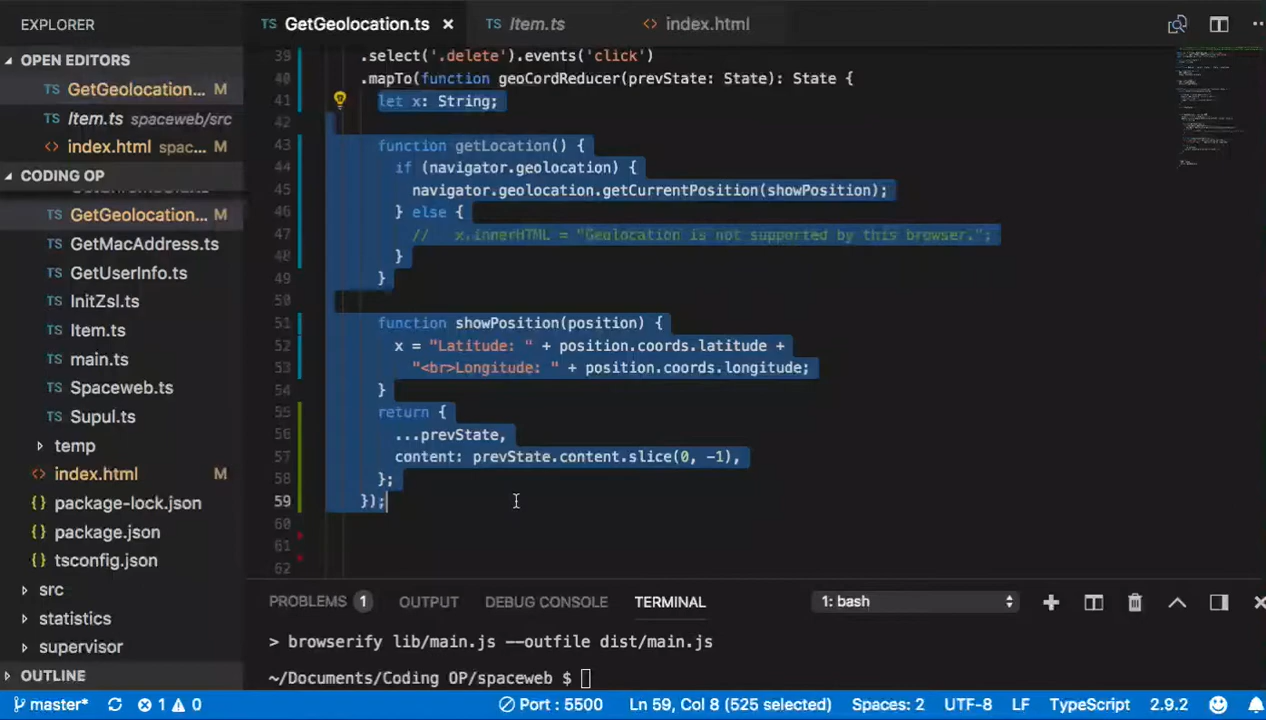 EXPLORER
OPEN EDITORS
TS GetGeolocation... M
TS Item.ts spaceweb/src
<> index.html spac... M
CODING OP
TS GetGeolocation... M
TS GetMacAddress.ts
TS GetUserInfo.ts
TS InitZsl.ts
TS Item.ts
TS main.ts
TS Spaceweb.ts
TS Supul.ts
temp
<> index.html M
{} package-lock.json
{} package.json
{} tsconfig.json
src
statistics
supervisor
OUTLINE
TS GetGeolocation.ts ×
TS Item.ts
<> index.html
39 .select('.delete').events('click')
40 .mapTo(function geoCordReducer(prevState: State): State {
41 let x: String;
42
43 function getLocation() {
44 if (navigator.geolocation) {
45 navigator.geolocation.getCurrentPosition(showPosition);
46 } else {
47 // x.innerHTML = "Geolocation is not supported by this browser.";
48 }
49 }
50
51 function showPosition(position) {
52 x = "Latitude: " + position.coords.latitude +
53 "<br>Longitude: " + position.coords.longitude;
54 }
55 return {
56 ...prevState,
57 content: prevState.content.slice(0, -1),
58 };
59 });
60
61
62
PROBLEMS 1 OUTPUT DEBUG CONSOLE TERMINAL 1: bash
> browserify lib/main.js --outfile dist/main.js
~/Documents/Coding OP/spaceweb $
master* 1 0 Port : 5500 Ln 59, Col 8 (525 selected) Spaces: 2 UTF-8 LF TypeScript 2.9.2